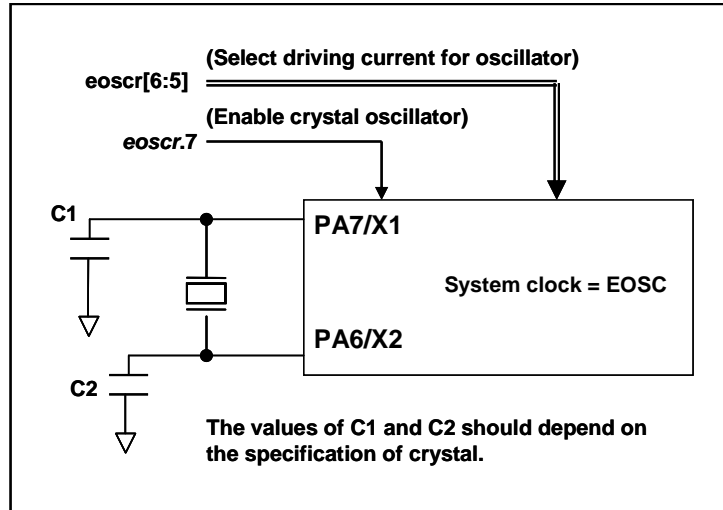 (Select driving current for oscillator)
eoscr[6:5]
(Enable crystal oscillator)
eoscr.7
C1
PA7/X1
System clock = EOSC
PA6/X2
C2
The values of C1 and C2 should depend on
the specification of crystal.